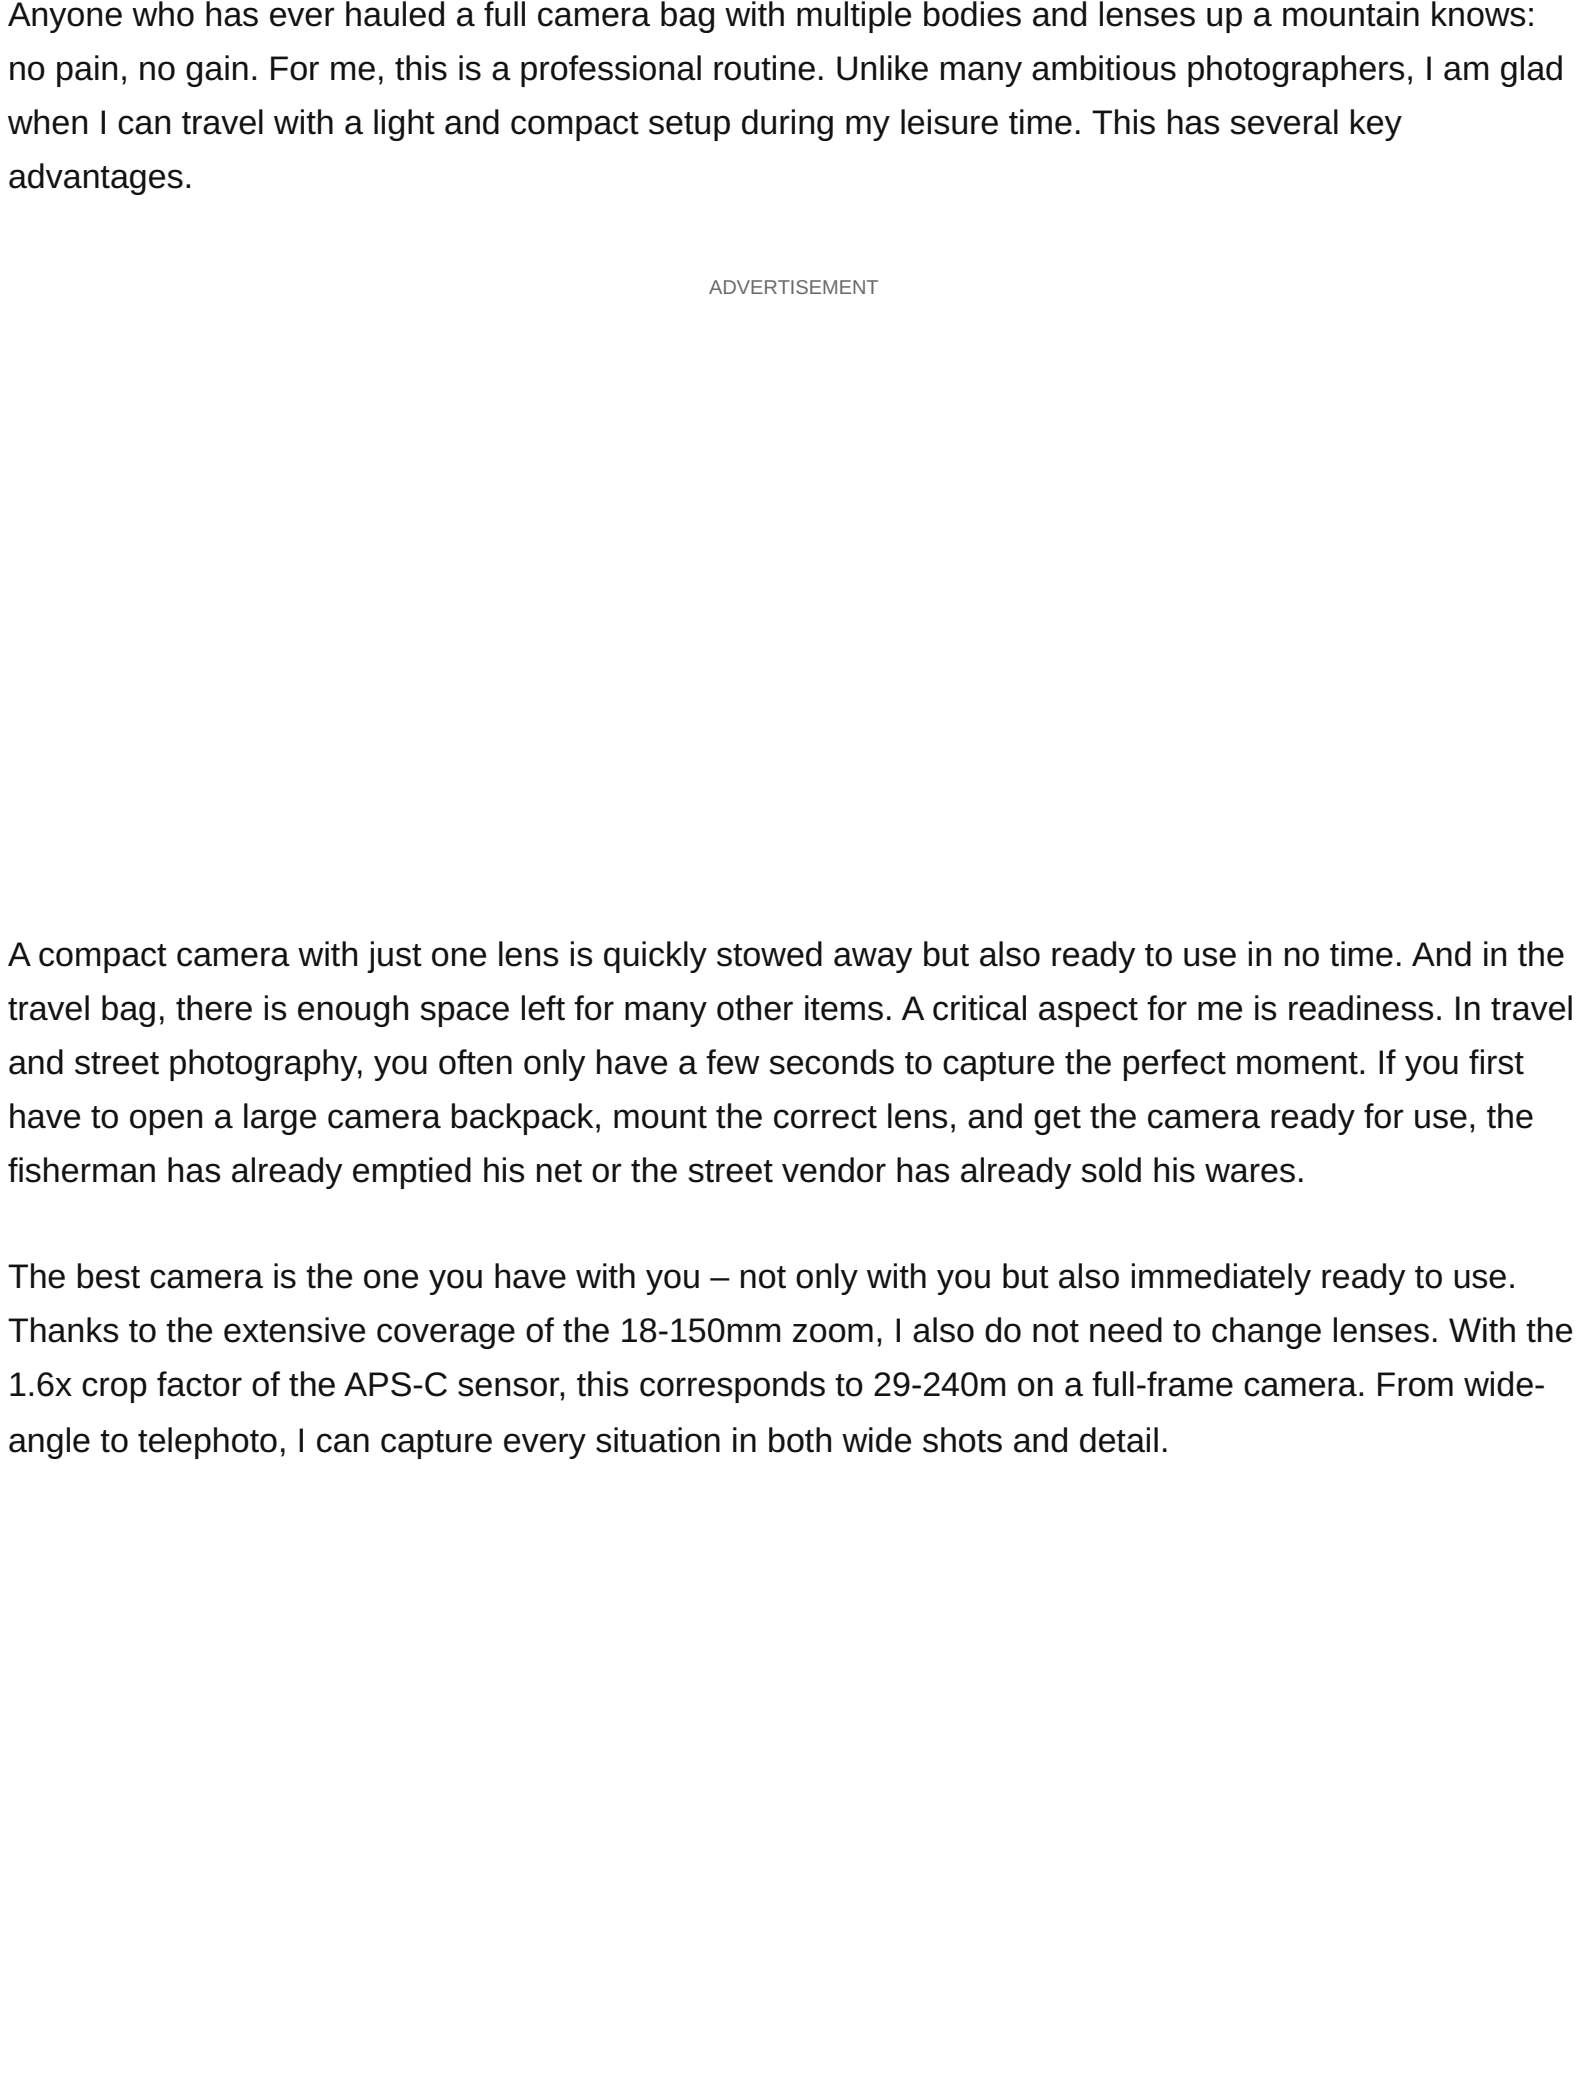 Anyone who has ever hauled a full camera bag with multiple bodies and lenses up a mountain knows:
no pain, no gain. For me, this is a professional routine. Unlike many ambitious photographers, I am glad
when I can travel with a light and compact setup during my leisure time. This has several key
advantages.
ADVERTISEMENT
A compact camera with just one lens is quickly stowed away but also ready to use in no time. And in the
travel bag, there is enough space left for many other items. A critical aspect for me is readiness. In travel
and street photography, you often only have a few seconds to capture the perfect moment. If you first
have to open a large camera backpack, mount the correct lens, and get the camera ready for use, the
fisherman has already emptied his net or the street vendor has already sold his wares.
The best camera is the one you have with you – not only with you but also immediately ready to use.
Thanks to the extensive coverage of the 18-150mm zoom, I also do not need to change lenses. With the
1.6x crop factor of the APS-C sensor, this corresponds to 29-240m on a full-frame camera. From wide-
angle to telephoto, I can capture every situation in both wide shots and detail.